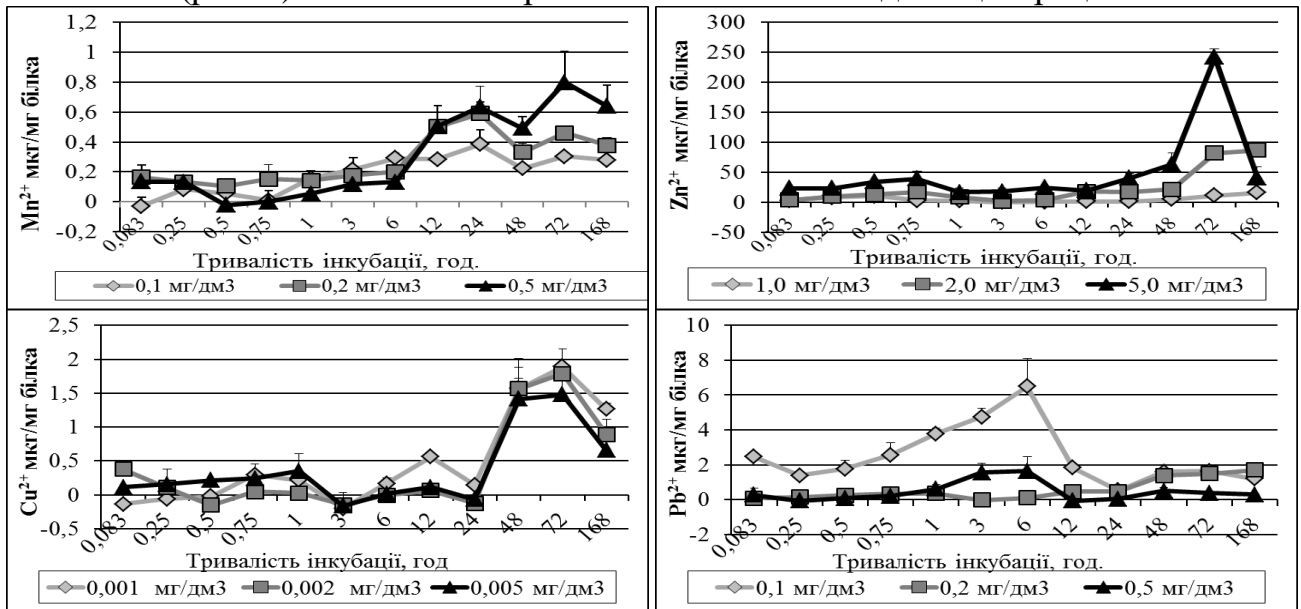 Mn²⁺ мкг/мг білка
1,2
1
0,8
0,6
0,4
0,2
0
-0,2
0,083 0,25 0,5 0,75 1 3 6 12 24 48 72 168
Тривалість інкубації, год.
0,1 мг/дм3 0,2 мг/дм3 0,5 мг/дм3
Zn²⁺ мкг/мг білка
300
250
200
150
100
50
0
-50
0,083 0,25 0,5 0,75 1 3 6 12 24 48 72 168
Тривалість інкубації, год.
1,0 мг/дм3 2,0 мг/дм3 5,0 мг/дм3
Cu²⁺ мкг/мг білка
2,5
2
1,5
1
0,5
0
-0,5
0,083 0,25 0,5 0,75 1 3 6 12 24 48 72 168
Тривалість інкубації, год
0,001 мг/дм3 0,002 мг/дм3 0,005 мг/дм3
Pb²⁺ мкг/мг білка
10
8
6
4
2
0
-2
0,083 0,25 0,5 0,75 1 3 6 12 24 48 72 168
Тривалість інкубації, год.
0,1 мг/дм3 0,2 мг/дм3 0,5 мг/дм3